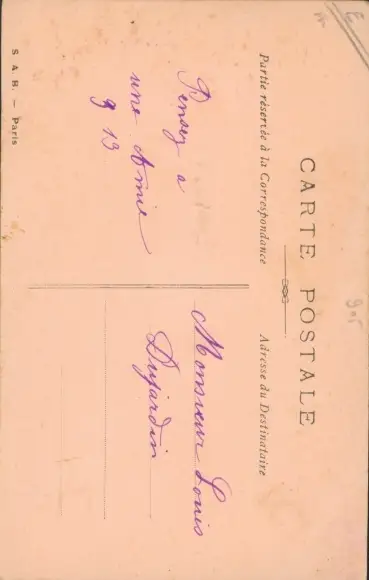 CARTE POSTALE
Partie réservée à la Correspondance
Adresse du Destinataire
Pensez a
une Amie
9 13
Monsieur Louis
Dujardin
S. A. H. — Paris
E